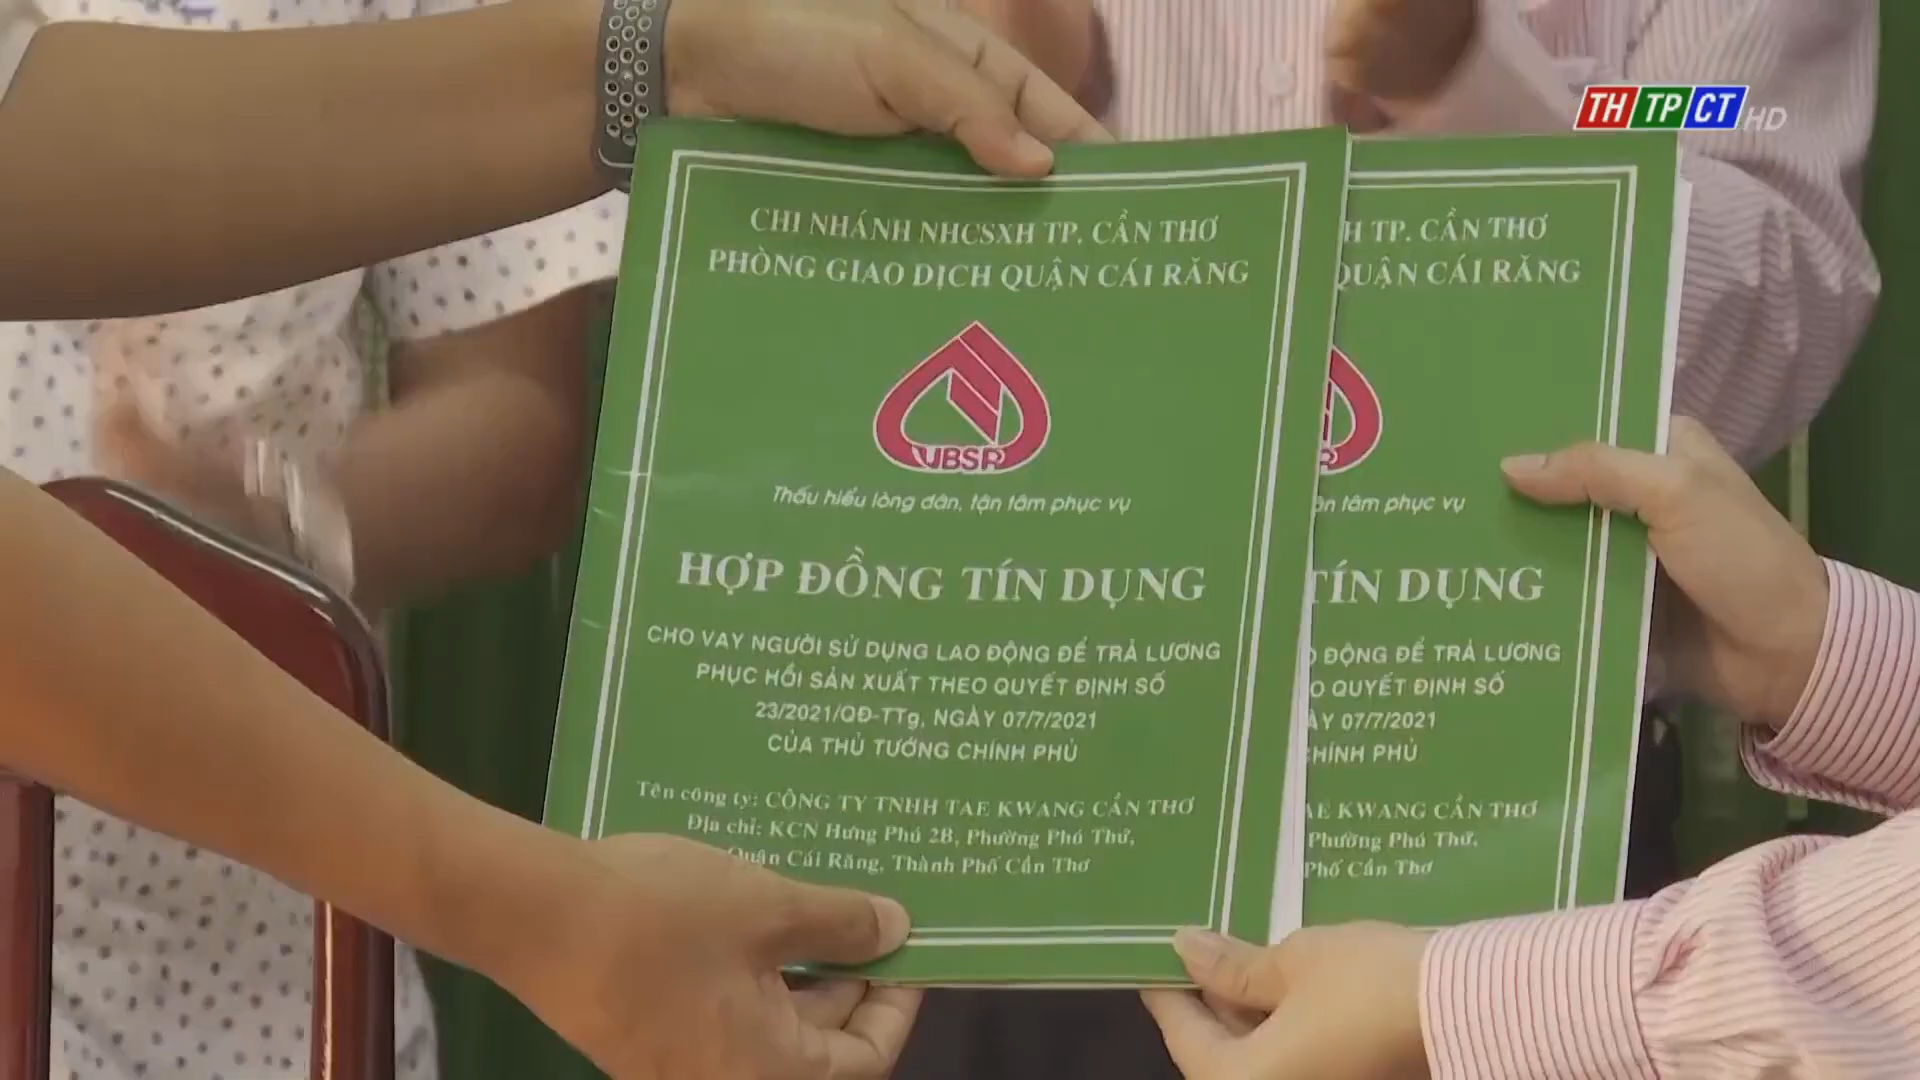 TH TP CT HD
CHI NHÁNH NHCSXH TP. CẦN THƠ
PHÒNG GIAO DỊCH QUẬN CÁI RĂNG
VBSP
Thấu hiểu lòng dân, tận tâm phục vụ
HỢP ĐỒNG TÍN DỤNG
CHO VAY NGƯỜI SỬ DỤNG LAO ĐỘNG ĐỂ TRẢ LƯƠNG
PHỤC HỒI SẢN XUẤT THEO QUYẾT ĐỊNH SỐ
23/2021/QĐ-TTg, NGÀY 07/7/2021
CỦA THỦ TƯỚNG CHÍNH PHỦ
Tên công ty: CÔNG TY TNHH TAE KWANG CẦN THƠ
Địa chỉ: KCN Hưng Phú 2B, Phường Phú Thứ,
Quận Cái Răng, Thành Phố Cần Thơ
H TP. CẦN THƠ
QUẬN CÁI RĂNG
ận tâm phục vụ
TÍN DỤNG
ĐỘNG ĐỂ TRẢ LƯƠNG
O QUYẾT ĐỊNH SỐ
ÀY 07/7/2021
CHÍNH PHỦ
AE KWANG CẦN THƠ
Phường Phú Thứ,
Phố Cần Thơ